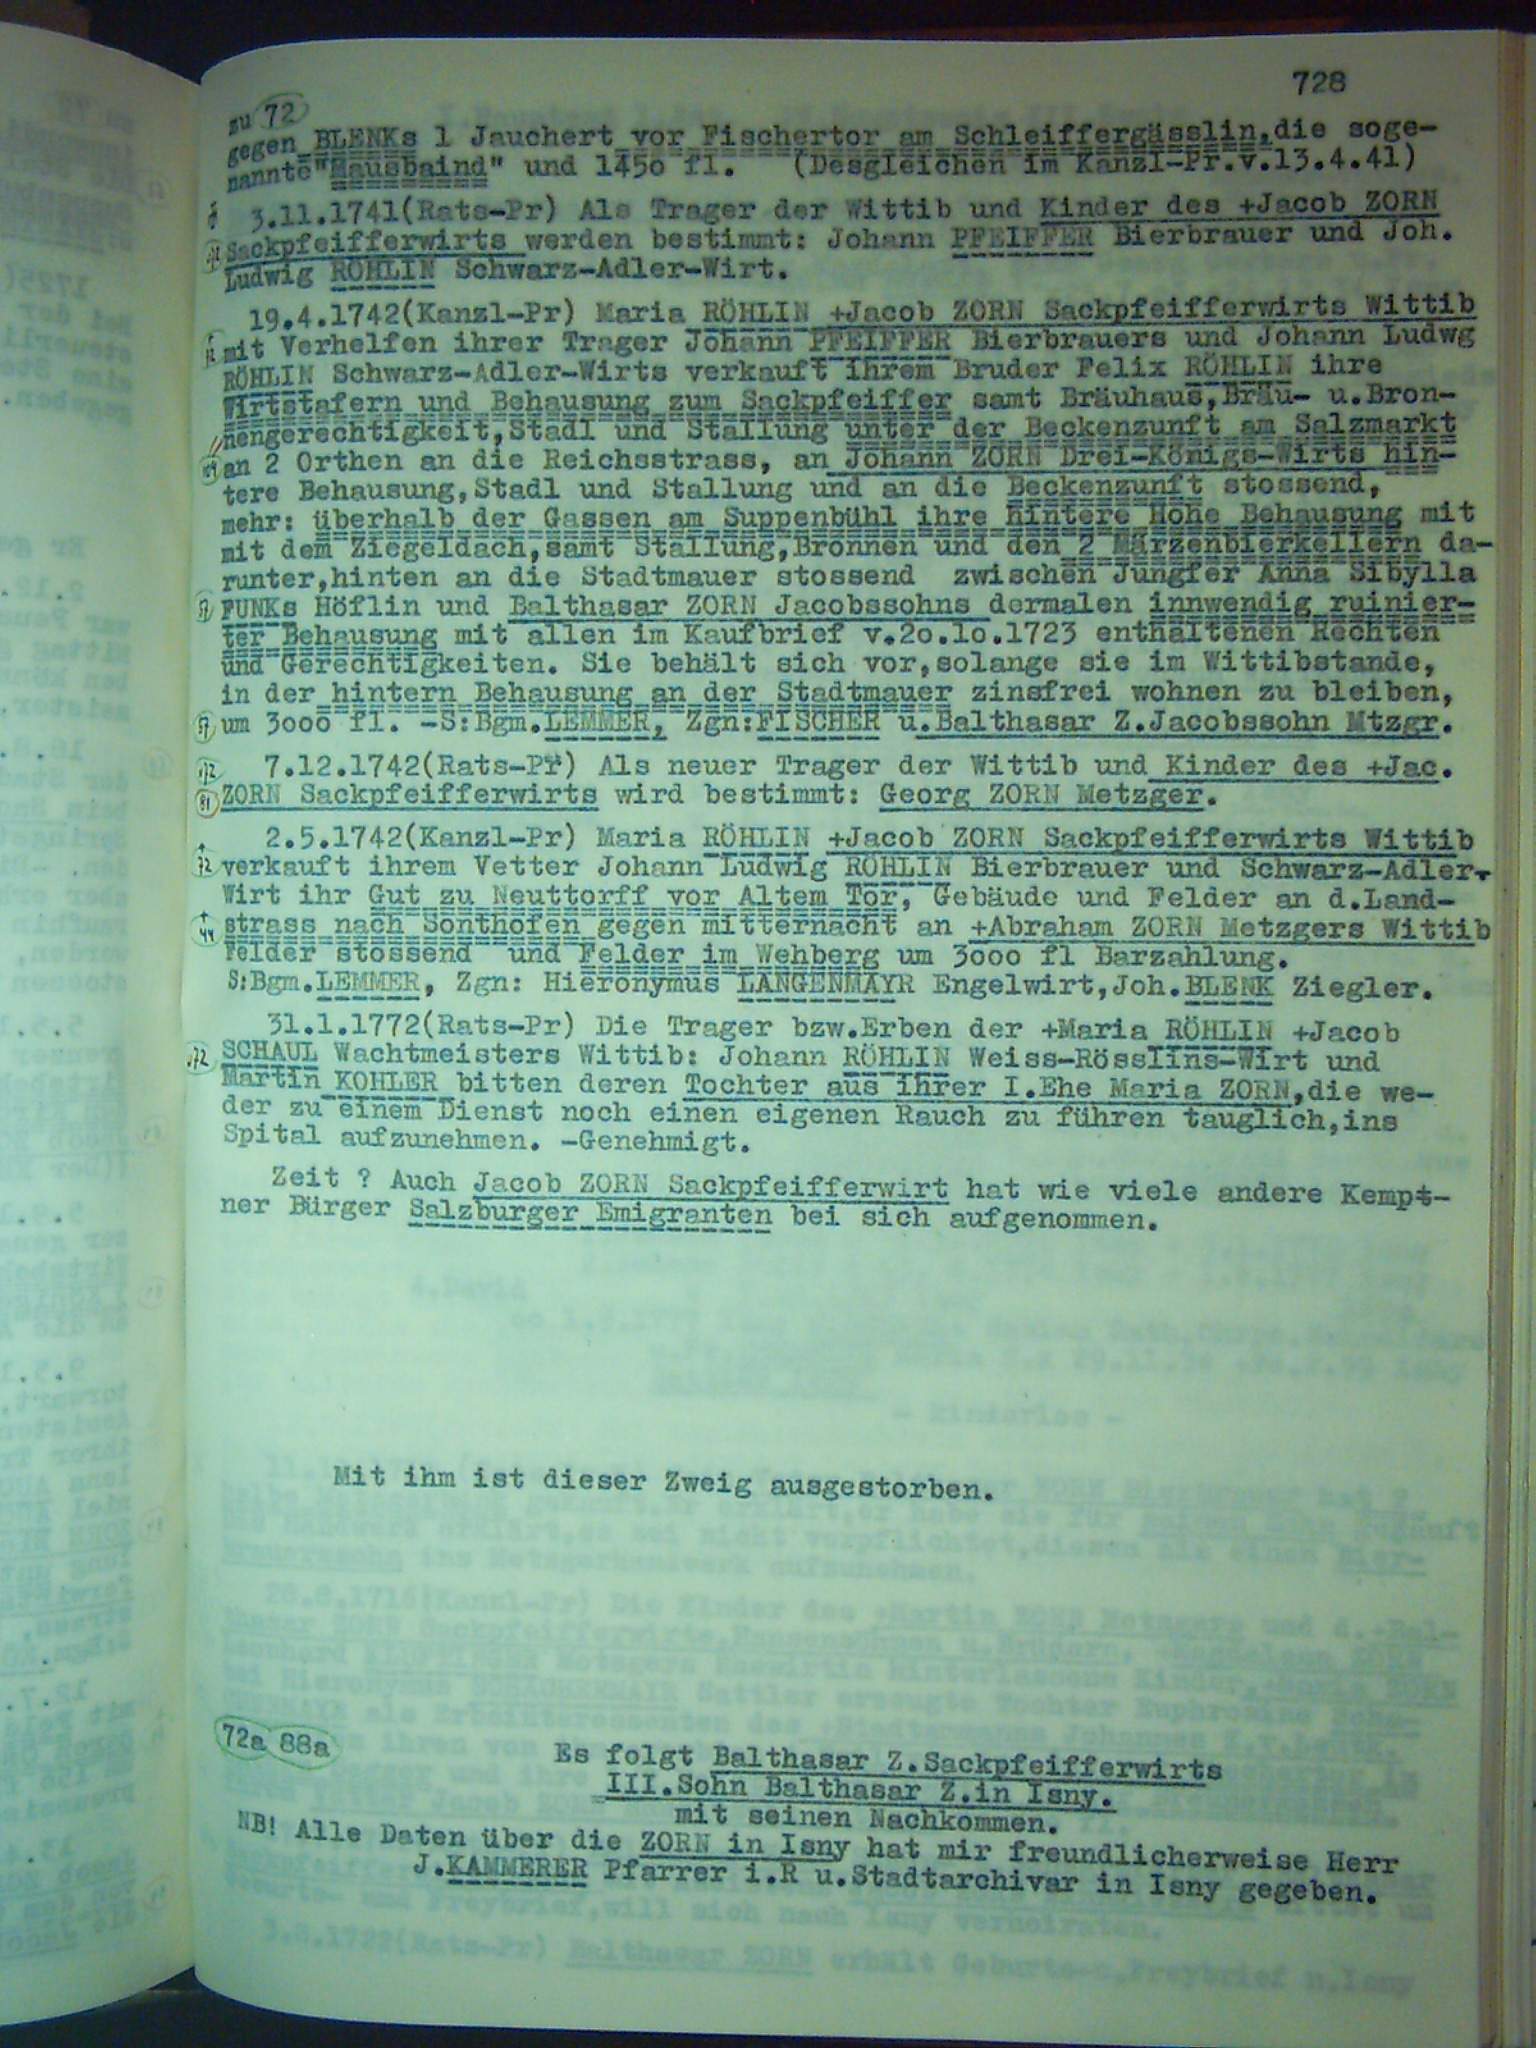 728
zu 72
gegen BLENKs 1 Jauchert vor Fischertor am Schleiffergässlin,die soge-
nannte"Mausbaind" und 1450 fl. (Desgleichen im Kanzl-Pr.v.13.4.41)
3.11.1741(Rats-Pr) Als Trager der Wittib und Kinder des +Jacob ZORN
Sackpfeifferwirts werden bestimmt: Johann PFEIFFER Bierbrauer und Joh.
Ludwig RÖHLIN Schwarz-Adler-Wirt.
19.4.1742(Kanzl-Pr) Maria RÖHLIN +Jacob ZORN Sackpfeifferwirts Wittib
mit Verhelfen ihrer Trager Johann PFEIFFER Bierbrauers und Johann Ludwg
RÖHLIN Schwarz-Adler-Wirts verkauft ihrem Bruder Felix RÖHLIN ihre
Wirtstafern und Behausung zum Sackpfeiffer samt Bräuhaus,Bräu- u.Bron-
nengerechtigkeit,Stadl und Stallung unter der Beckenzunft am Salzmarkt
an 2 Orthen an die Reichsstrass, an Johann ZORN Drei-Königs-Wirts hin-
tere Behausung,Stadl und Stallung und an die Beckenzunft stossend,
mehr: überhalb der Gassen am Suppenbühl ihre hintere Hohe Behausung mit
mit dem Ziegeldach,samt Stallung,Bronnen und den 2 Märzenbierkellern da-
runter,hinten an die Stadtmauer stossend zwischen Jungfer Anna Sibylla
FUNKs Höflin und Balthasar ZORN Jacobssohns dermalen innwendig ruinier-
ter Behausung mit allen im Kaufbrief v.20.10.1723 enthaltenen Rechten
und Gerechtigkeiten. Sie behält sich vor,solange sie im Wittibstande,
in der hintern Behausung an der Stadtmauer zinsfrei wohnen zu bleiben,
57 um 3000 fl. -S:Bgm.LEMMER, Zgn:FISCHER u.Balthasar Z.Jacobssohn Mtzgr.
72 7.12.1742(Rats-Pr) Als neuer Trager der Wittib und Kinder des +Jac.
81 ZORN Sackpfeifferwirts wird bestimmt: Georg ZORN Metzger.
2.5.1742(Kanzl-Pr) Maria RÖHLIN +Jacob ZORN Sackpfeifferwirts Wittib
72 verkauft ihrem Vetter Johann Ludwig RÖHLIN Bierbrauer und Schwarz-Adler-
Wirt ihr Gut zu Neuttorff vor Altem Tor, Gebäude und Felder an d.Land-
44 strass nach Sonthofen gegen mitternacht an +Abraham ZORN Metzgers Wittib
Felder stossend und Felder im Wehberg um 3000 fl Barzahlung.
S:Bgm.LEMMER, Zgn: Hieronymus LANGENMAYR Engelwirt,Joh.BLENK Ziegler.
31.1.1772(Rats-Pr) Die Trager bzw.Erben der +Maria RÖHLIN +Jacob
72 SCHAUL Wachtmeisters Wittib: Johann RÖHLIN Weiss-Rösslins-Wirt und
Martin KOHLER bitten deren Tochter aus ihrer I.Ehe Maria ZORN,die we-
der zu einem Dienst noch einen eigenen Rauch zu führen tauglich,ins
Spital aufzunehmen. -Genehmigt.
Zeit ? Auch Jacob ZORN Sackpfeifferwirt hat wie viele andere Kempt-
ner Bürger Salzburger Emigranten bei sich aufgenommen.
Mit ihm ist dieser Zweig ausgestorben.
72a 88a
Es folgt Balthasar Z.Sackpfeifferwirts
III.Sohn Balthasar Z.in Isny.
mit seinen Nachkommen.
NB! Alle Daten über die ZORN in Isny hat mir freundlicherweise Herr
J.KAMMERER Pfarrer i.R u.Stadtarchivar in Isny gegeben.